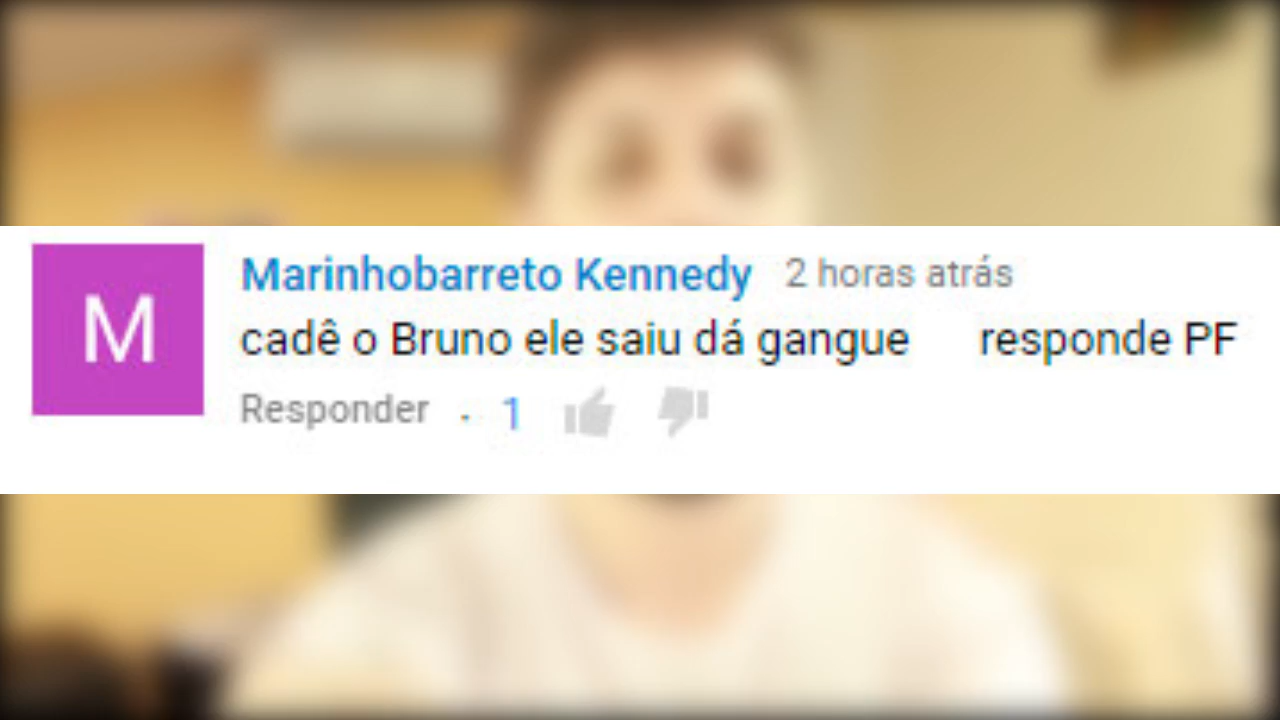 M
Marinhobarreto Kennedy 2 horas atrás
cadê o Bruno ele saiu dá gangue responde PF
Responder · 1